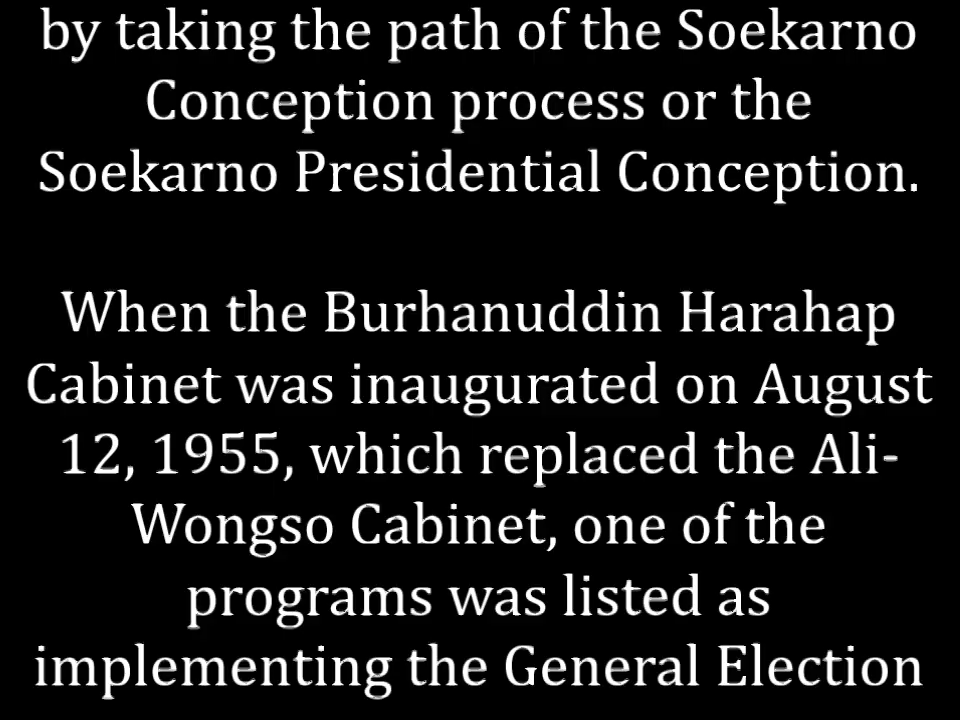 by taking the path of the Soekarno
Conception process or the
Soekarno Presidential Conception.
When the Burhanuddin Harahap
Cabinet was inaugurated on August
12, 1955, which replaced the Ali-
Wongso Cabinet, one of the
programs was listed as
implementing the General Election